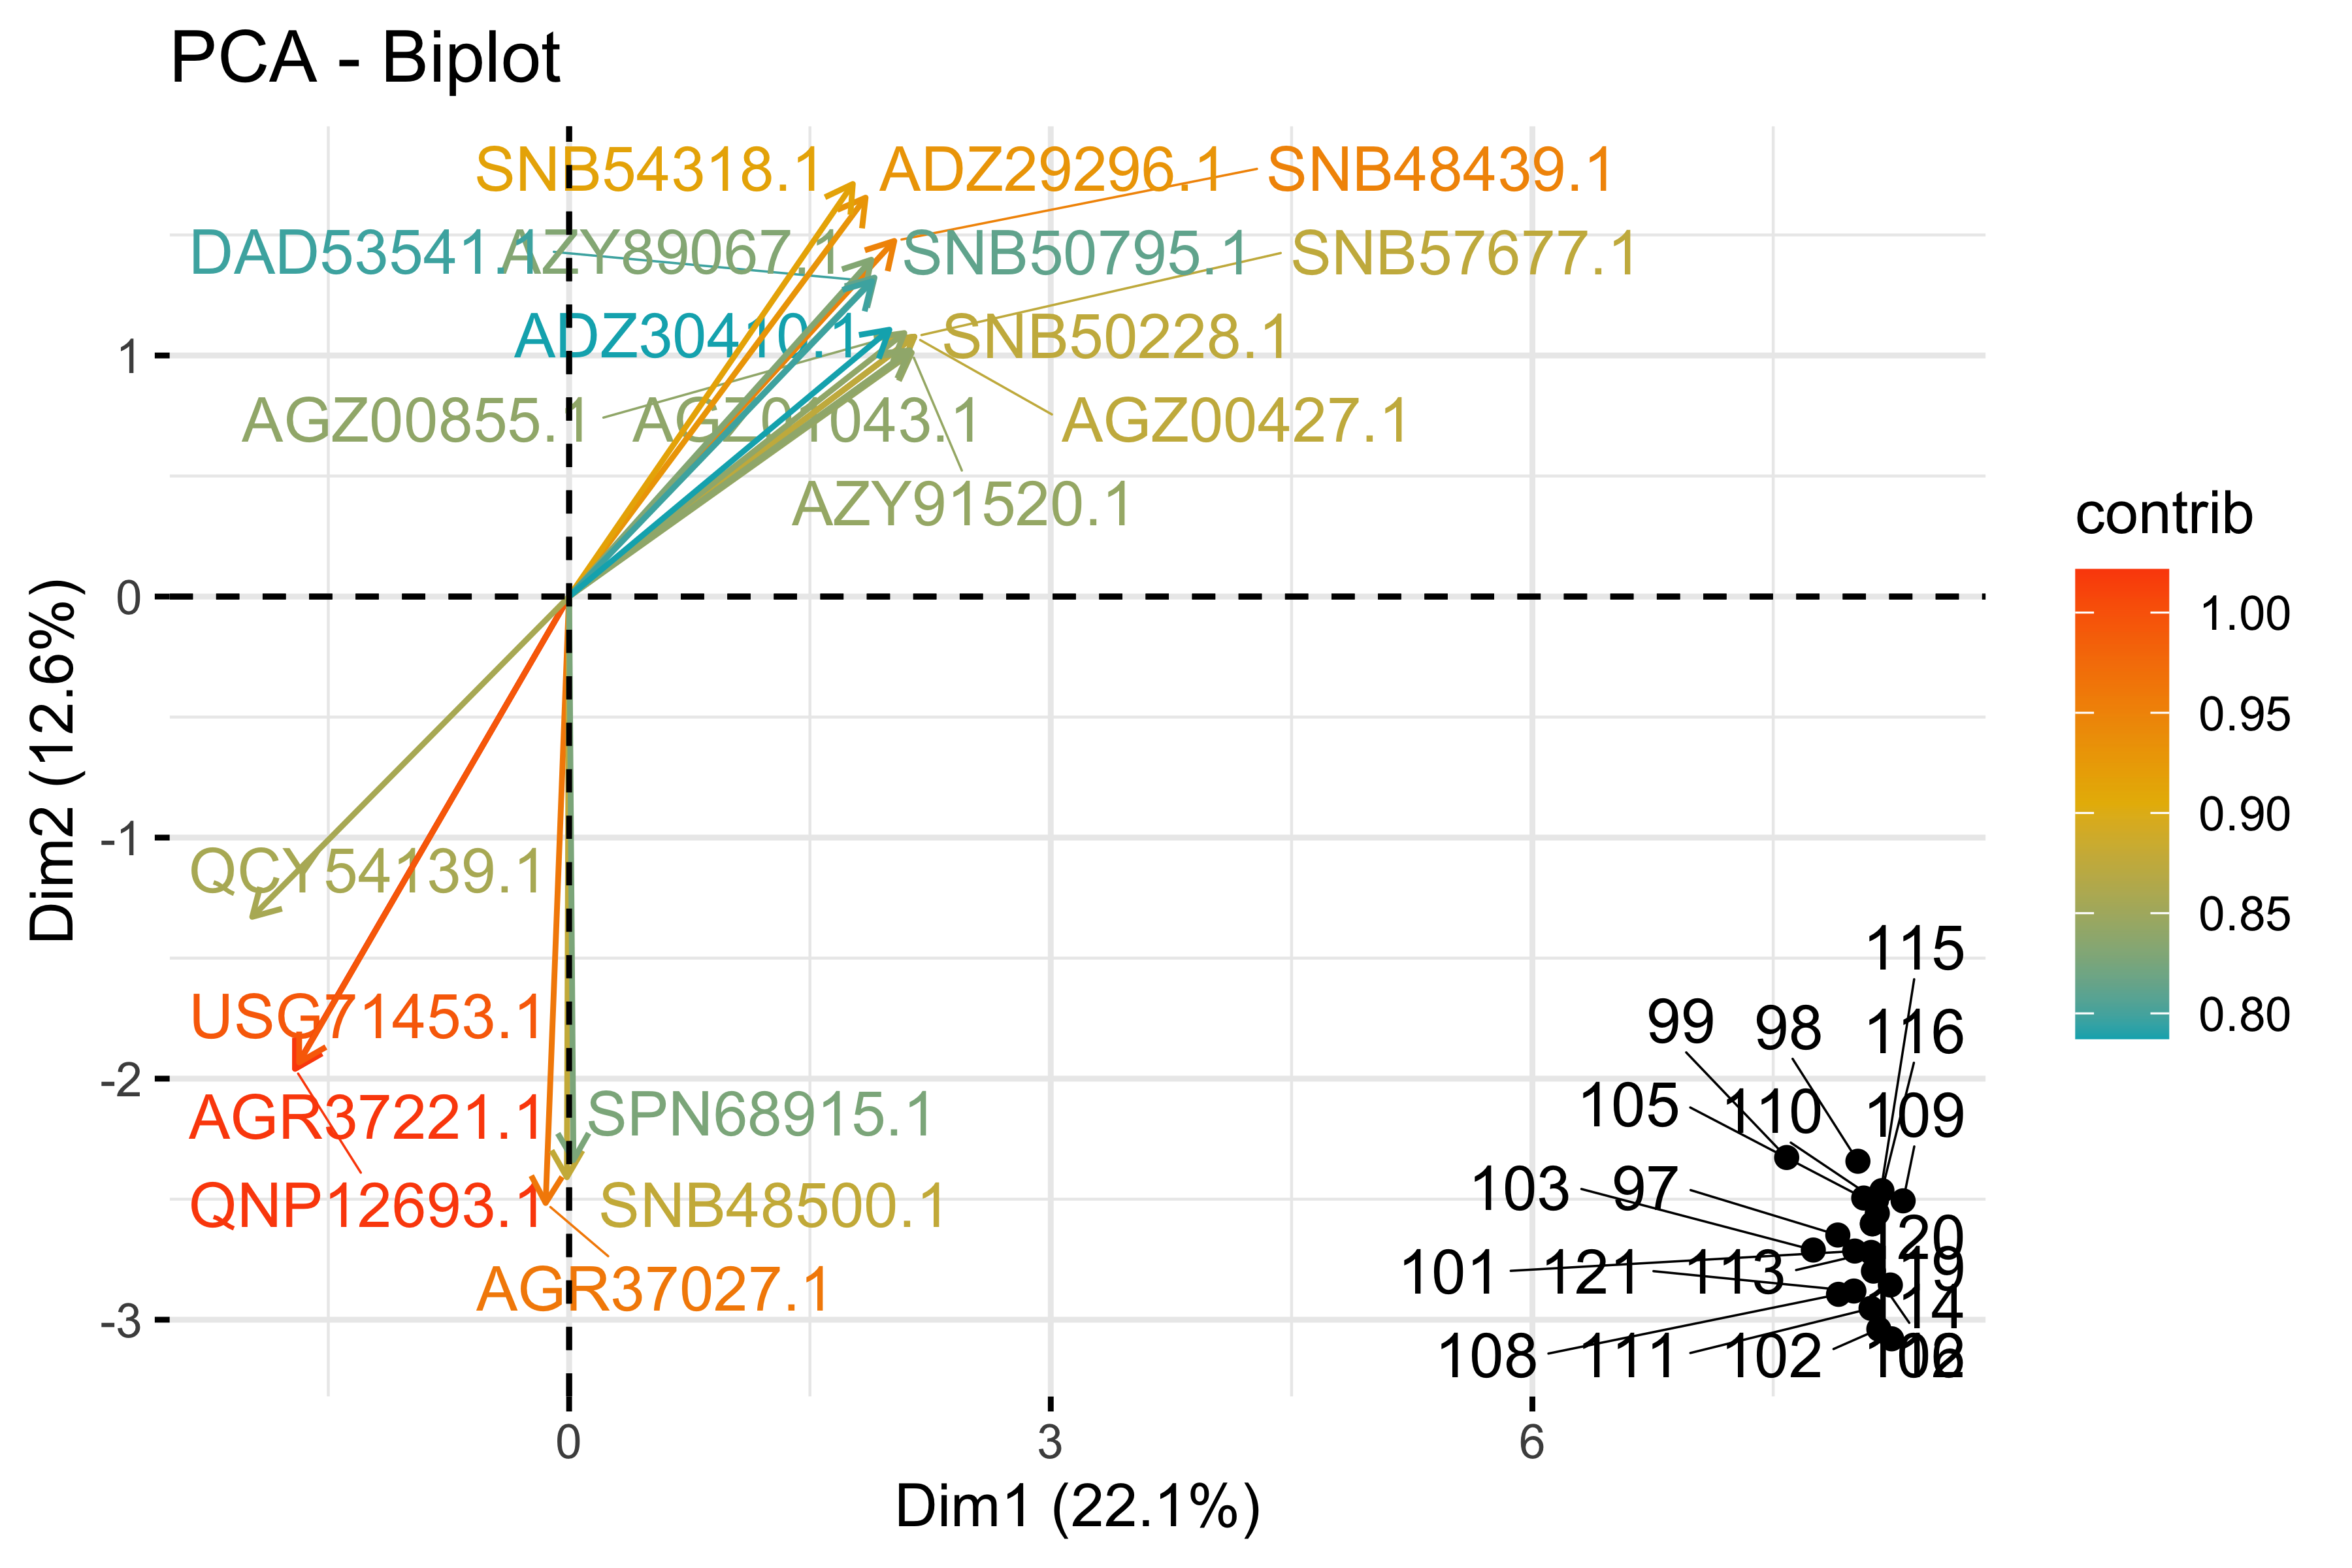 PCA - Biplot
SNB54318.1 ADZ29296.1 SNB48439.1
DAD53541.1 AZY89067.1 SNB50795.1 SNB57677.1
ADZ30410.1 SNB50228.1
1
AGZ00855.1 AGZ01043.1 AGZ00427.1
AZY91520.1
contrib
0
1.00
0.95
0.90
0.85
0.80
Dim2 (12.6%)
-1
QCY54139.1
115
USG71453.1
99 98 116
-2
AGR37221.1 SPN68915.1
105 110 109
QNP12693.1 SNB48500.1
103 97
AGR37027.1
101 121 113
-3
108 111 102
0 3 6
Dim1 (22.1%)